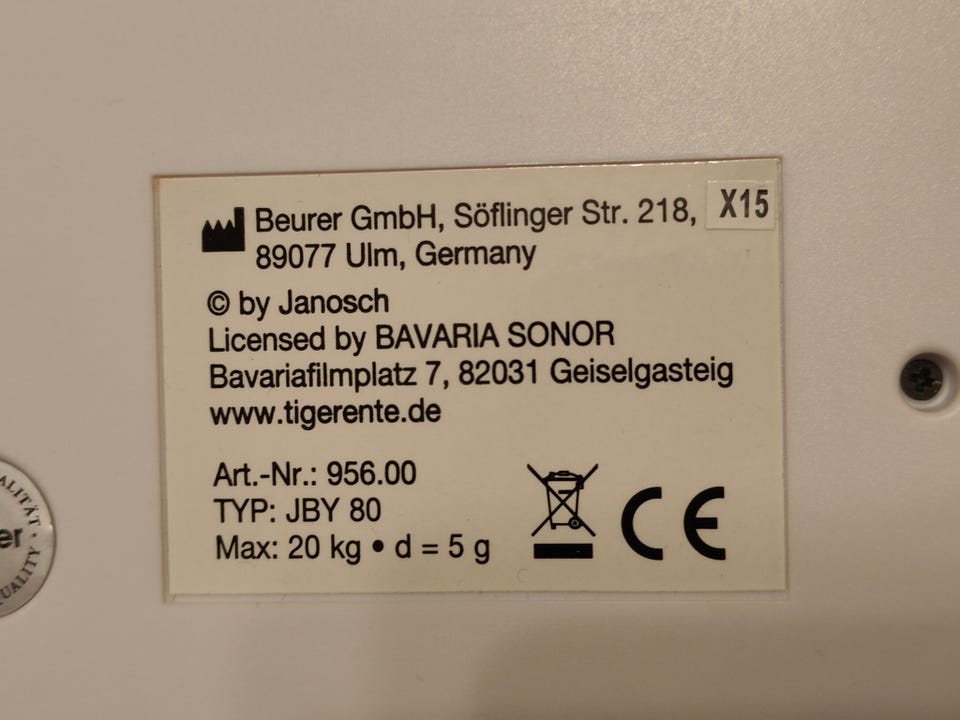 Beurer GmbH, Söflinger Str. 218, X15
89077 Ulm, Germany
© by Janosch
Licensed by BAVARIA SONOR
Bavariafilmplatz 7, 82031 Geiselgasteig
www.tigerente.de
Art.-Nr.: 956.00
TYP: JBY 80
Max: 20 kg • d = 5 g
CE